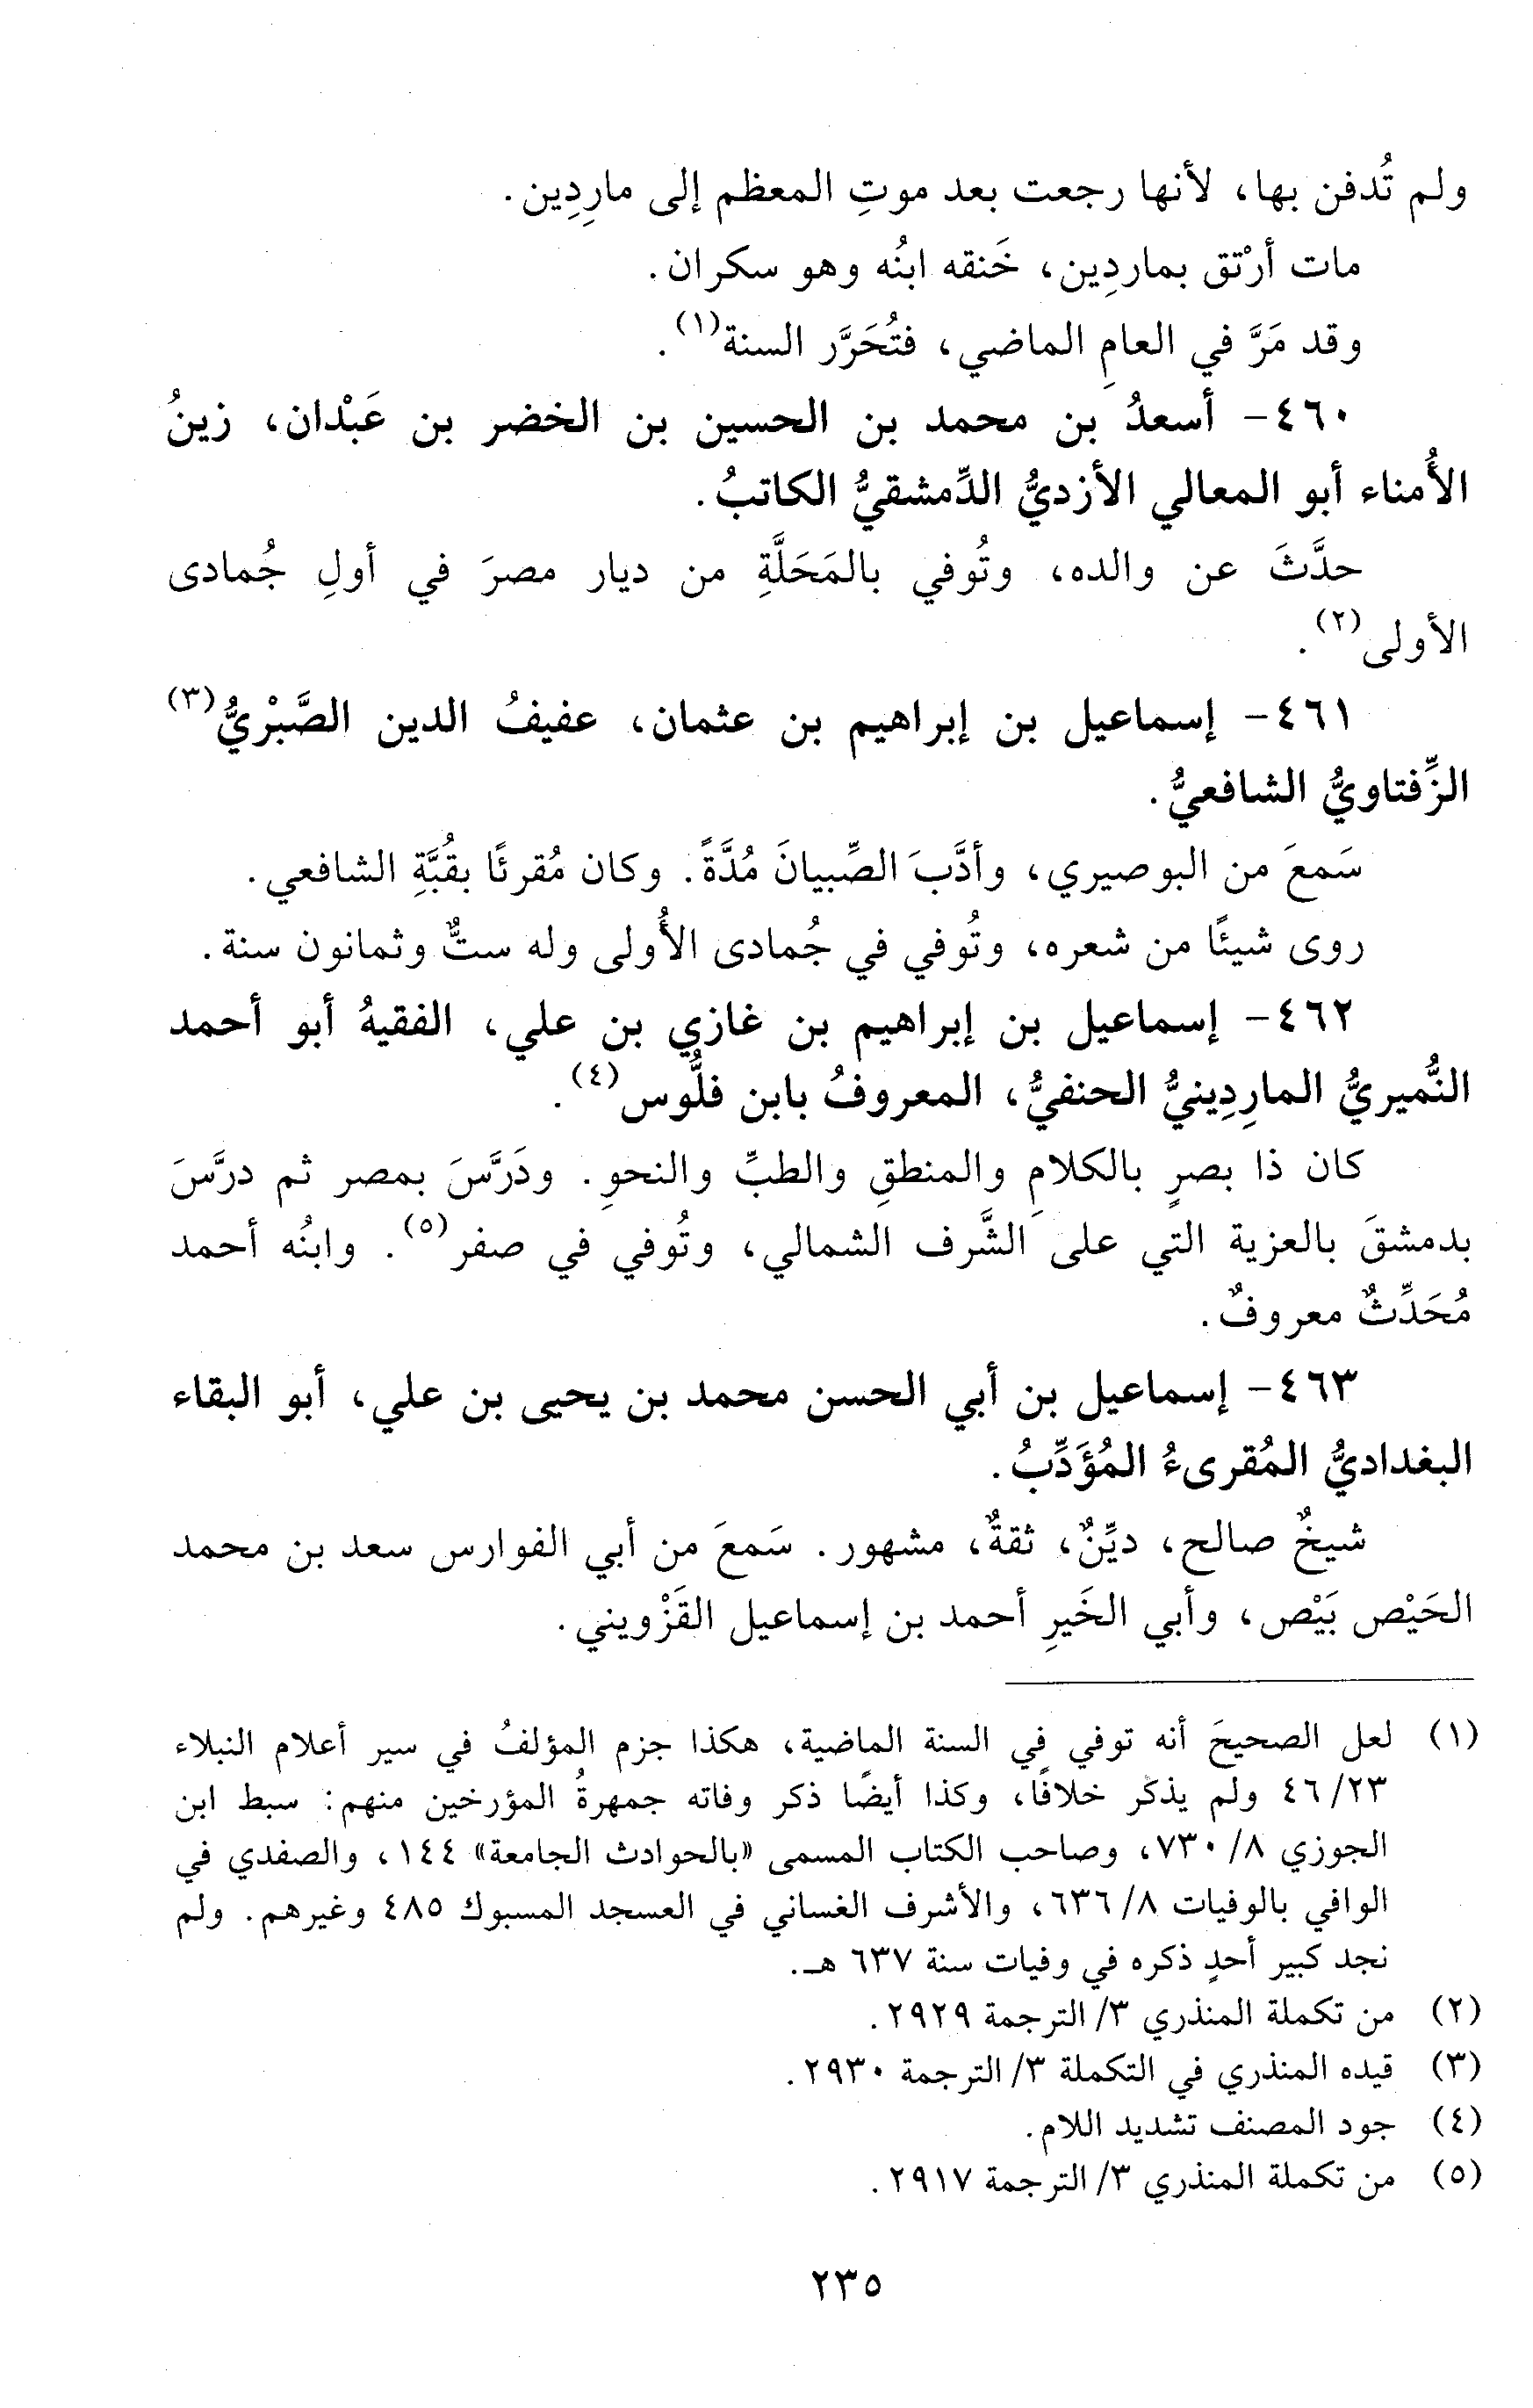 ولم تُدفن بها، لأنها رجعت بعد موتِ المعظم إلى مارِدِين.
مات أرْتق بماردِين، خَنقه ابنُه وهو سكران.
وقد مَرَّ في العامِ الماضي، فتُحَرَّر السنة(١).
٤٦٠- أسعدُ بن محمد بن الحسين بن الخضر بن عَبْدان، زينُ
الأُمناء أبو المعالي الأزديُّ الدِّمشقيُّ الكاتبُ.
حدَّثَ عن والده، وتُوفي بالمَحَلَّةِ من ديار مصرَ في أولِ جُمادى
الأولى(٢).
٤٦١- إسماعيل بن إبراهيم بن عثمان، عفيفُ الدين الصَّبْريُّ(٣)
الزِّفتاويُّ الشافعيُّ.
سَمعَ من البوصيري، وأدَّبَ الصِّبيانَ مُدَّةً. وكان مُقرئًا بقُبَّةِ الشافعي.
روى شيئًا من شعره، وتُوفي في جُمادى الأُولى وله ستٌّ وثمانون سنة.
٤٦٢- إسماعيل بن إبراهيم بن غازي بن علي، الفقيهُ أبو أحمد
النُّميريُّ المارِدِينيُّ الحنفيُّ، المعروفُ بابن فلُّوس(٤).
كان ذا بصرٍ بالكلامِ والمنطقِ والطبِّ والنحوِ. ودَرَّسَ بمصر ثم درَّسَ
بدمشقَ بالعزية التي على الشَّرف الشمالي، وتُوفي في صفر(٥). وابنُه أحمد
مُحَدِّثٌ معروفٌ.
٤٦٣- إسماعيل بن أبي الحسن محمد بن يحيى بن علي، أبو البقاء
البغداديُّ المُقرىءُ المُؤَدِّبُ.
شيخٌ صالح، ديِّنٌ، ثقةٌ، مشهور. سَمعَ من أبي الفوارس سعد بن محمد
الحَيْص بَيْص، وأبي الخَيرِ أحمد بن إسماعيل القَزْويني.
(١) لعل الصحيحَ أنه توفي في السنة الماضية، هكذا جزم المؤلفُ في سير أعلام النبلاء
٢٣/ ٤٦ ولم يذكر خلافًا، وكذا أيضًا ذكر وفاته جمهرةُ المؤرخين منهم: سبط ابن
الجوزي ٨/ ٧٣٠، وصاحب الكتاب المسمى «بالحوادث الجامعة» ١٤٤، والصفدي في
الوافي بالوفيات ٨/ ٦٣٦، والأشرف الغساني في العسجد المسبوك ٤٨٥ وغيرهم. ولم
نجد كبير أحدٍ ذكره في وفيات سنة ٦٣٧ هـ.
(٢) من تكملة المنذري ٣/ الترجمة ٢٩٢٩.
(٣) قيده المنذري في التكملة ٣/ الترجمة ٢٩٣٠.
(٤) جود المصنف تشديد اللام.
(٥) من تكملة المنذري ٣/ الترجمة ٢٩١٧.
٢٣٥